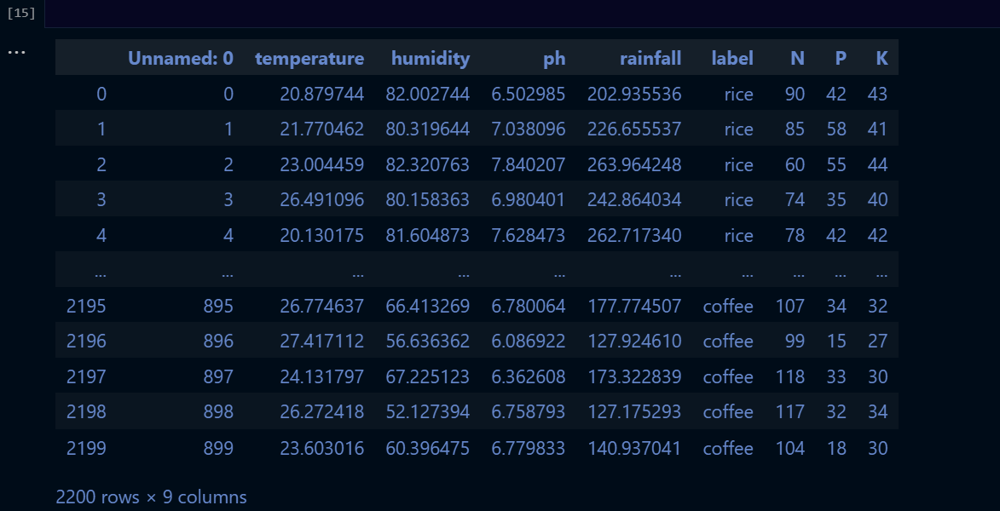 [15]
...
Unnamed: 0 temperature humidity ph rainfall label N P K
0 0 20.879744 82.002744 6.502985 202.935536 rice 90 42 43
1 1 21.770462 80.319644 7.038096 226.655537 rice 85 58 41
2 2 23.004459 82.320763 7.840207 263.964248 rice 60 55 44
3 3 26.491096 80.158363 6.980401 242.864034 rice 74 35 40
4 4 20.130175 81.604873 7.628473 262.717340 rice 78 42 42
... ... ... ... ... ... ... ... ... ...
2195 895 26.774637 66.413269 6.780064 177.774507 coffee 107 34 32
2196 896 27.417112 56.636362 6.086922 127.924610 coffee 99 15 27
2197 897 24.131797 67.225123 6.362608 173.322839 coffee 118 33 30
2198 898 26.272418 52.127394 6.758793 127.175293 coffee 117 32 34
2199 899 23.603016 60.396475 6.779833 140.937041 coffee 104 18 30
2200 rows × 9 columns